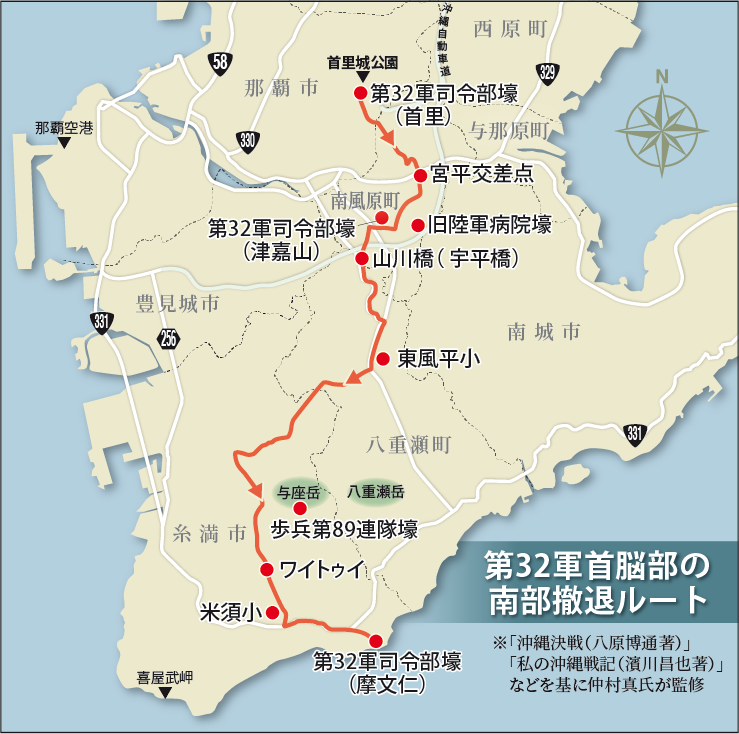 沖縄自動車道
西原町
58
首里城公園
329
那覇市
第32軍司令部壕
（首里）
N
那覇空港
330
与那原町
宮平交差点
南風原町
第32軍司令部壕
（津嘉山）
旧陸軍病院壕
山川橋（宇平橋）
豊見城市
331
256
南城市
東風平小
331
八重瀬町
与座岳
八重瀬岳
歩兵第89連隊壕
糸満市
ワイトゥイ
米須小
第32軍司令部壕
（摩文仁）
喜屋武岬
第32軍首脳部の
南部撤退ルート
※「沖縄決戦（八原博通著）」
「私の沖縄戦記（濱川昌也著）」
などを基に仲村真氏が監修